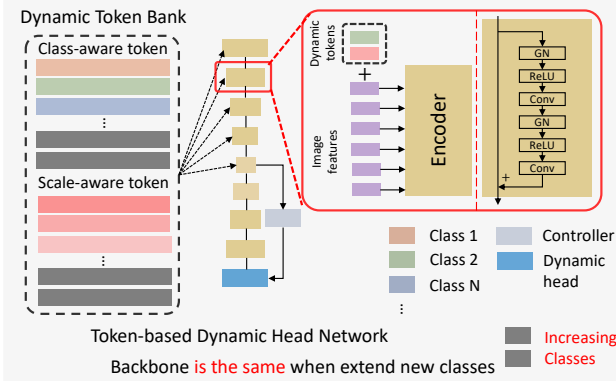 Dynamic Token Bank
Class-aware token
...
Scale-aware token
...
Dynamic
tokens
+
Image
features
Encoder
GN
ReLU
Conv
GN
ReLU
Conv
+
Class 1
Class 2
Class N
...
Controller
Dynamic
head
Increasing
Classes
Token-based Dynamic Head Network
Backbone is the same when extend new classes